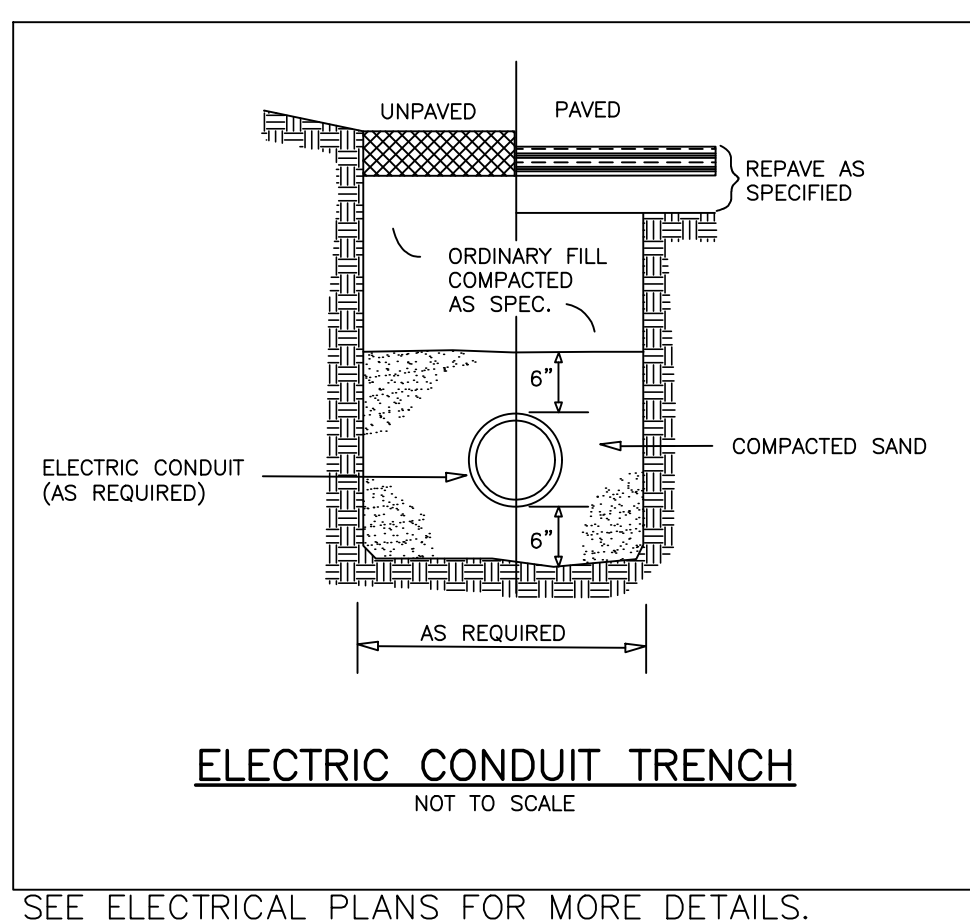 UNPAVED
PAVED
REPAVE AS
SPECIFIED
ORDINARY FILL
COMPACTED
AS SPEC.
6"
COMPACTED SAND
ELECTRIC CONDUIT
(AS REQUIRED)
6"
AS REQUIRED
ELECTRIC CONDUIT TRENCH
NOT TO SCALE
SEE ELECTRICAL PLANS FOR MORE DETAILS.